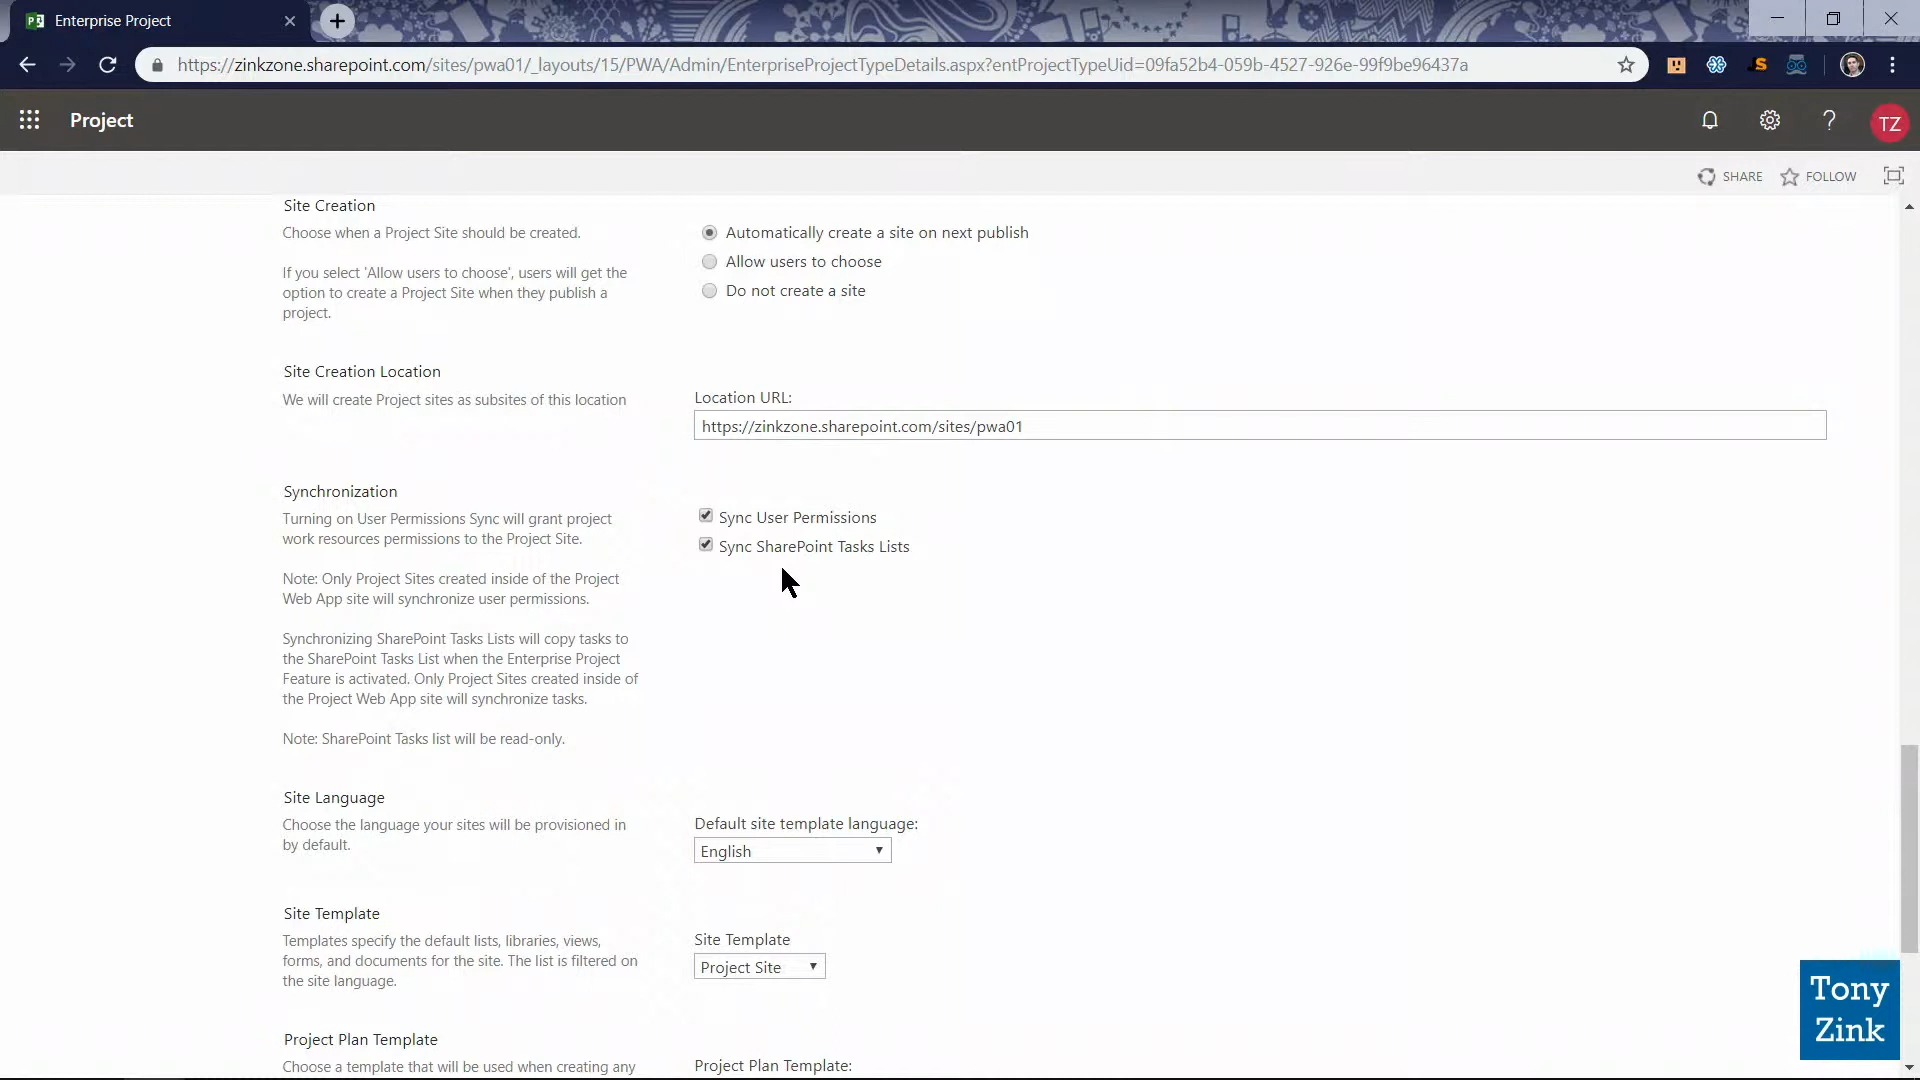 Enterprise Project
https://zinkzone.sharepoint.com/sites/pwa01/_layouts/15/PWA/Admin/EnterpriseProjectTypeDetails.aspx?entProjectTypeUid=09fa52b4-059b-4527-926e-99f9be96437a
Project
TZ
SHARE
FOLLOW
Site Creation
Choose when a Project Site should be created.
If you select 'Allow users to choose', users will get the
option to create a Project Site when they publish a
project.
Automatically create a site on next publish
Allow users to choose
Do not create a site
Site Creation Location
We will create Project sites as subsites of this location
Location URL:
https://zinkzone.sharepoint.com/sites/pwa01
Synchronization
Turning on User Permissions Sync will grant project
work resources permissions to the Project Site.
Note: Only Project Sites created inside of the Project
Web App site will synchronize user permissions.
Synchronizing SharePoint Tasks Lists will copy tasks to
the SharePoint Tasks List when the Enterprise Project
Feature is activated. Only Project Sites created inside of
the Project Web App site will synchronize tasks.
Note: SharePoint Tasks list will be read-only.
Sync User Permissions
Sync SharePoint Tasks Lists
Site Language
Choose the language your sites will be provisioned in
by default.
Default site template language:
English
Site Template
Templates specify the default lists, libraries, views,
forms, and documents for the site. The list is filtered on
the site language.
Site Template
Project Site
Project Plan Template
Choose a template that will be used when creating any
Project Plan Template:
Tony
Zink